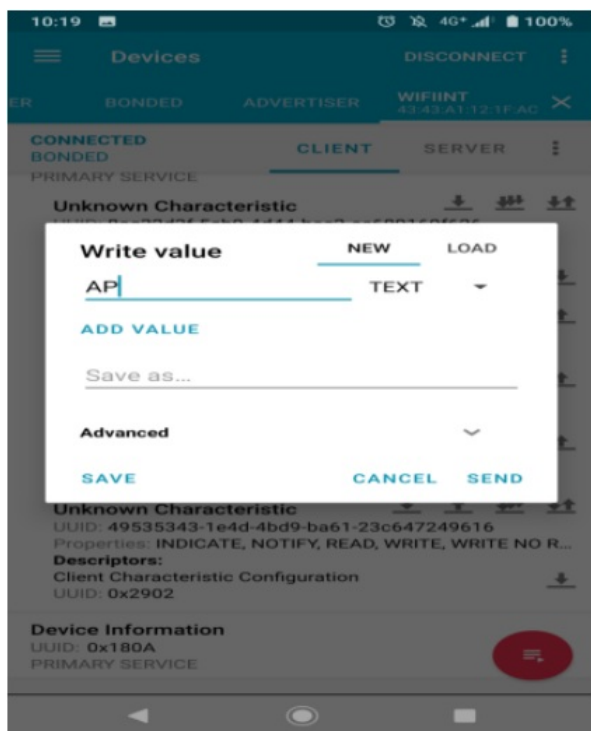 10:19 4G+ 100%
Devices DISCONNECT
ER BONDED ADVERTISER WIFIINT
43:43:A1:12:1F:AC
CONNECTED CLIENT SERVER
BONDED
PRIMARY SERVICE
Unknown Characteristic
Write value NEW LOAD
AP TEXT
ADD VALUE
Save as...
Advanced
SAVE CANCEL SEND
Unknown Characteristic
UUID: 49535343-1e4d-4bd9-ba61-23c647249616
Properties: INDICATE, NOTIFY, READ, WRITE, WRITE NO R...
Descriptors:
Client Characteristic Configuration
UUID: 0x2902
Device Information
UUID: 0x180A
PRIMARY SERVICE